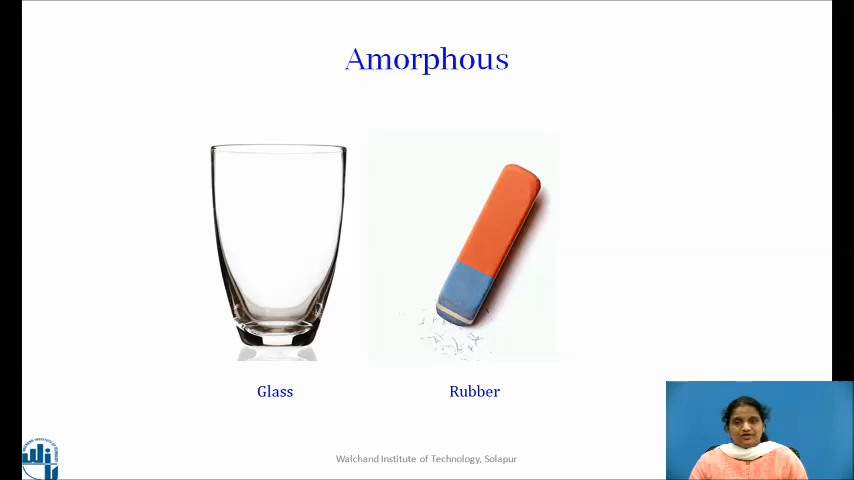 Amorphous
Glass
Rubber
Walchand Institute of Technology, Solapur